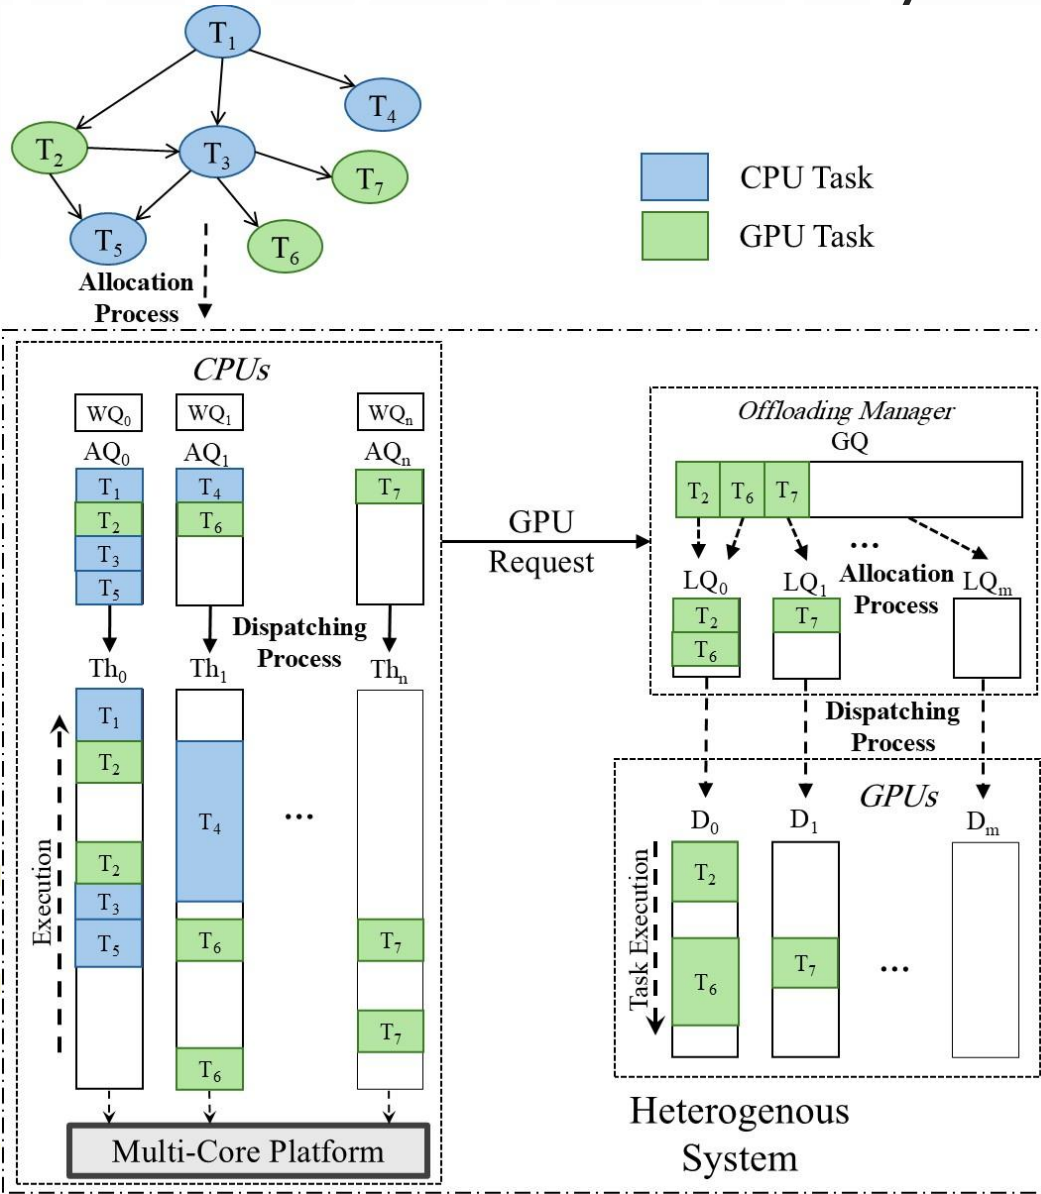 T1
T4
T2
T3
T7
T5
T6
CPU Task
GPU Task
Allocation
Process
CPUs
WQ0
WQ1
WQn
AQ0
AQ1
AQn
T1
T4
T7
T2
T6
T3
T5
Dispatching
Process
Th0
Th1
Thn
T1
T2
T4
...
T2
T3
T5
T6
T7
T7
T6
Execution
Multi-Core Platform
GPU
Request
Offloading Manager
GQ
T2
T6
T7
...
LQ0
LQ1
Allocation
Process
LQm
T2
T7
T6
Dispatching
Process
GPUs
D0
D1
Dm
T2
T6
T7
...
Task Execution
Heterogenous
System